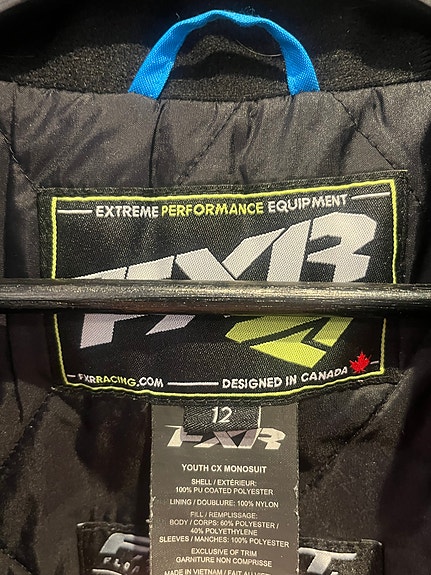 EXTREME PERFORMANCE EQUIPMENT
FXR
FXRRACING.COM
DESIGNED IN CANADA
12
FXR
YOUTH CX MONOSUIT
SHELL / EXTÉRIEUR:
100% PU COATED POLYESTER
LINING / DOUBLURE: 100% NYLON
FILL / REMPLISSAGE:
BODY / CORPS: 60% POLYESTER /
40% POLYETHYLENE
SLEEVES / MANCHES: 100% POLYESTER
EXCLUSIVE OF TRIM
GARNITURE NON COMPRISE
MADE IN VIETNAM / FAIT AU